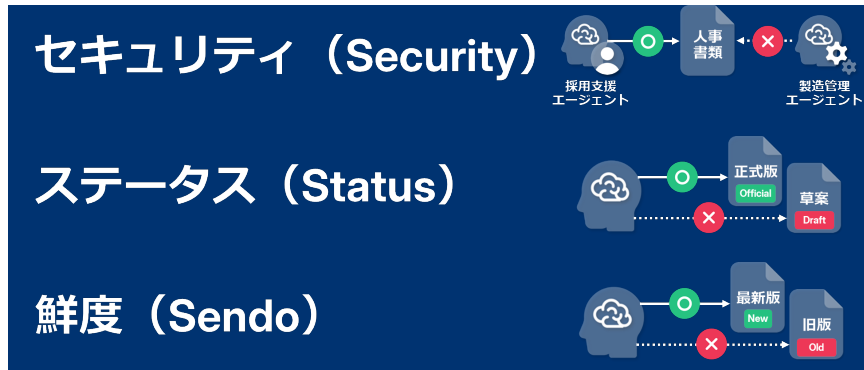 セキュリティ（Security）
人事
書類
採用支援
エージェント
製造管理
エージェント
ステータス（Status）
正式版
Official
草案
Draft
鮮度（Sendo）
最新版
New
旧版
Old